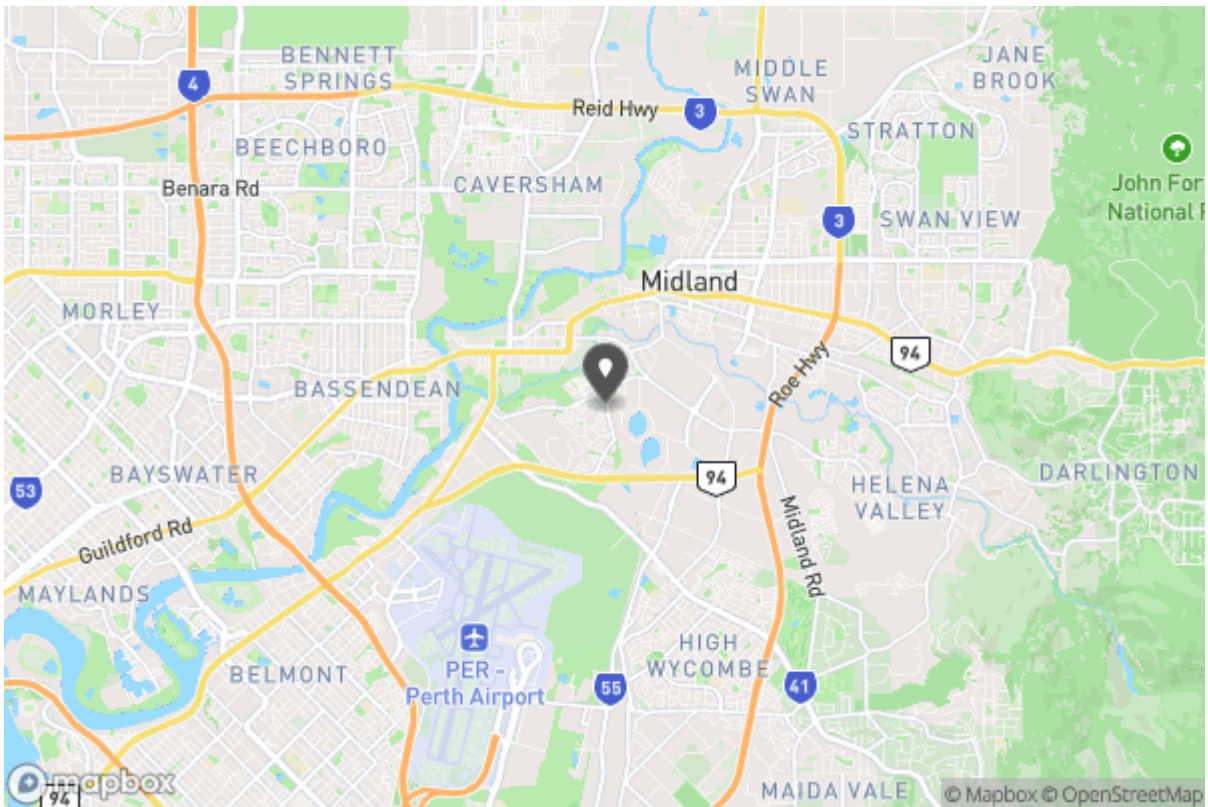 BENNETT
SPRINGS
4
MIDDLE
SWAN
JANE
BROOK
Reid Hwy
3
STRATTON
BEECHBORO
Benara Rd
CAVERSHAM
John For
National P
3
SWAN VIEW
Midland
MORLEY
94
BASSENDEAN
Roe Hwy
BAYSWATER
53
94
HELENA
VALLEY
DARLINGTON
Midland Rd
Guildford Rd
MAYLANDS
BELMONT
PER -
Perth Airport
HIGH
WYCOMBE
55
41
MAIDA VALE
mapbox
94
© Mapbox © OpenStreetMap